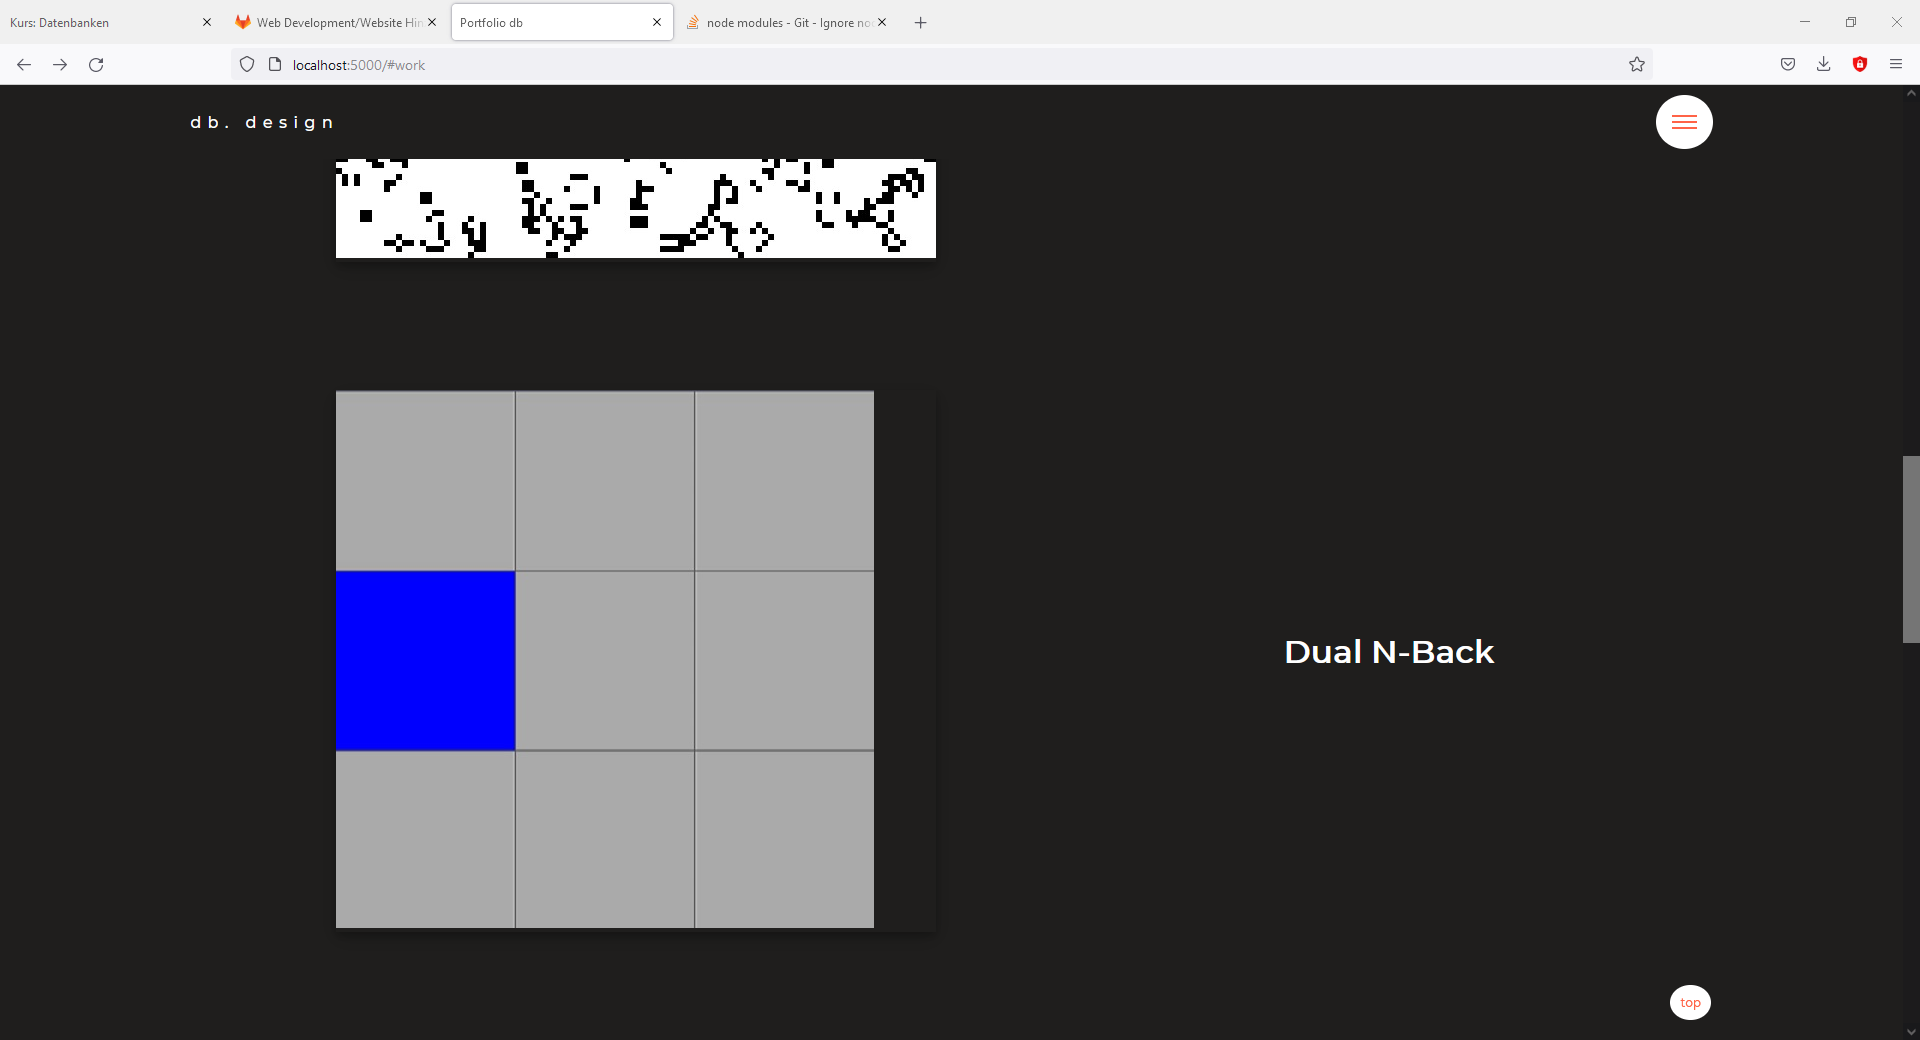 Kurs: Datenbanken
Web Development/Website Hin
Portfolio db
node modules - Git - Ignore no
localhost:5000/#work
db. design
Dual N-Back
top